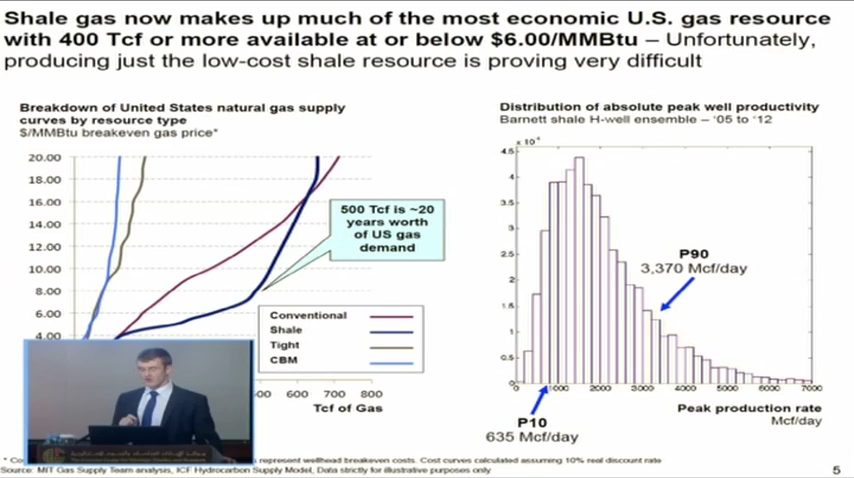 Shale gas now makes up much of the most economic U.S. gas resource
with 400 Tcf or more available at or below $6.00/MMBtu – Unfortunately,
producing just the low-cost shale resource is proving very difficult
Breakdown of United States natural gas supply
curves by resource type
$/MMBtu breakeven gas price*
20.00
18.00
16.00
14.00
12.00
10.00
8.00
6.00
4.00
500 Tcf is ~20
years worth
of US gas
demand
Conventional
Shale
Tight
CBM
600 700 800
Tcf of Gas
Distribution of absolute peak well productivity
Barnett shale H-well ensemble – '05 to '12
4.5
4
3.5
3
2.5
2
1.5
1
0.5
0
P90
3,370 Mcf/day
0 1000 2000 3000 4000 5000 6000 7000
P10
635 Mcf/day
Peak production rate
Mcf/day
represent wellhead breakeven costs. Cost curves calculated assuming 10% real discount rate
Source: MIT Gas Supply Team analysis, ICF Hydrocarbon Supply Model, Data strictly for illustrative purposes only
5